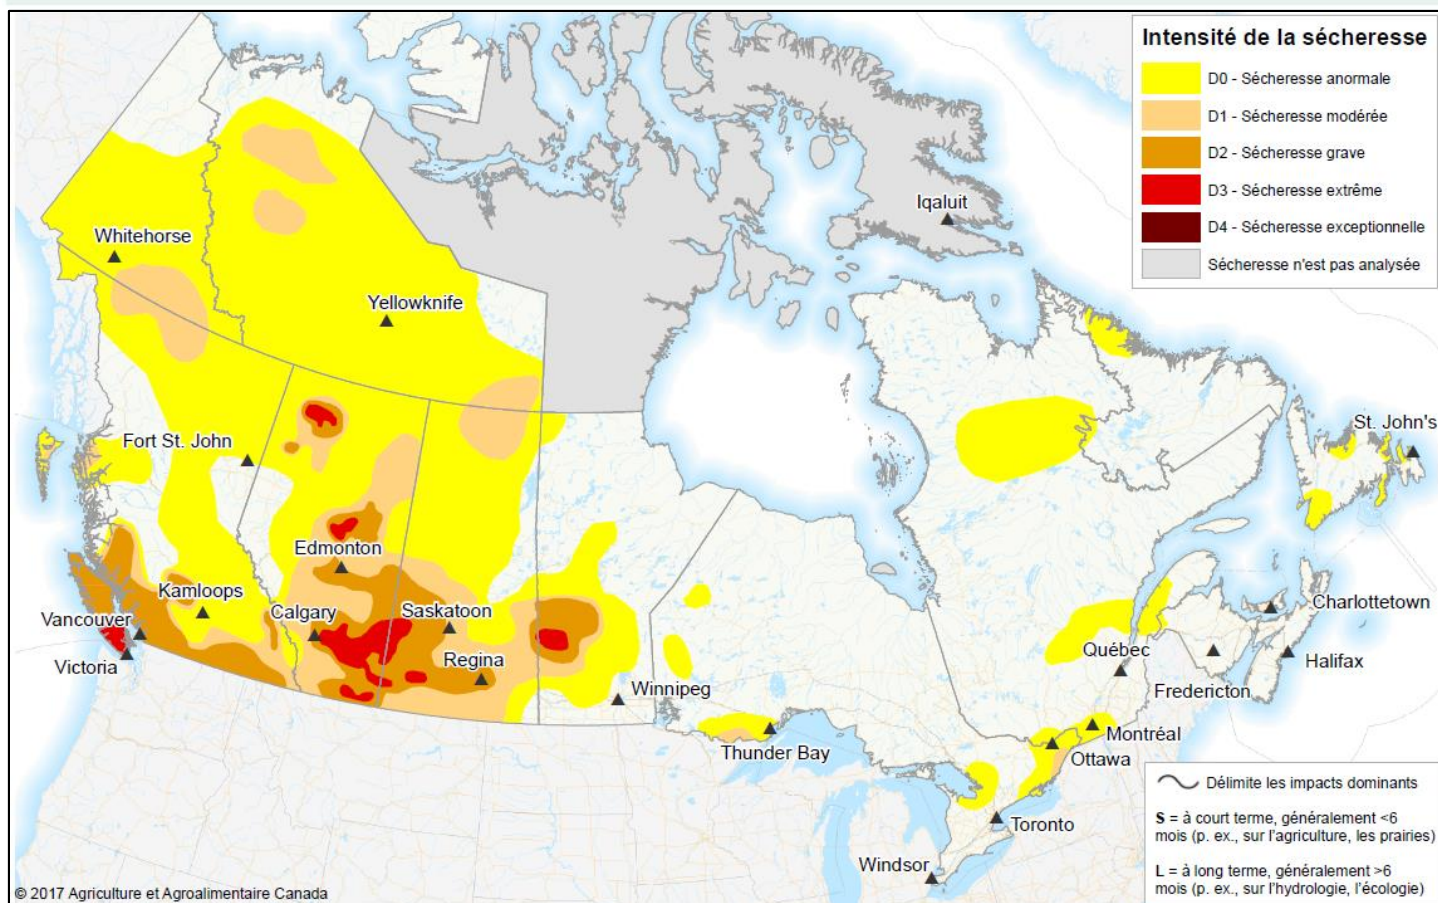 Intensité de la sécheresse
D0 - Sécheresse anormale
D1 - Sécheresse modérée
D2 - Sécheresse grave
D3 - Sécheresse extrême
D4 - Sécheresse exceptionnelle
Sécheresse n'est pas analysée
Iqaluit
Whitehorse
Yellowknife
Fort St. John
St. John's
Edmonton
Kamloops
Calgary
Saskatoon
Vancouver
Victoria
Regina
Winnipeg
Thunder Bay
Charlottetown
Halifax
Québec
Fredericton
Montréal
Ottawa
Toronto
Windsor
Délimite les impacts dominants
S = à court terme, généralement <6
mois (p. ex., sur l'agriculture, les prairies)
L = à long terme, généralement >6
mois (p. ex., sur l'hydrologie, l'écologie)
© 2017 Agriculture et Agroalimentaire Canada